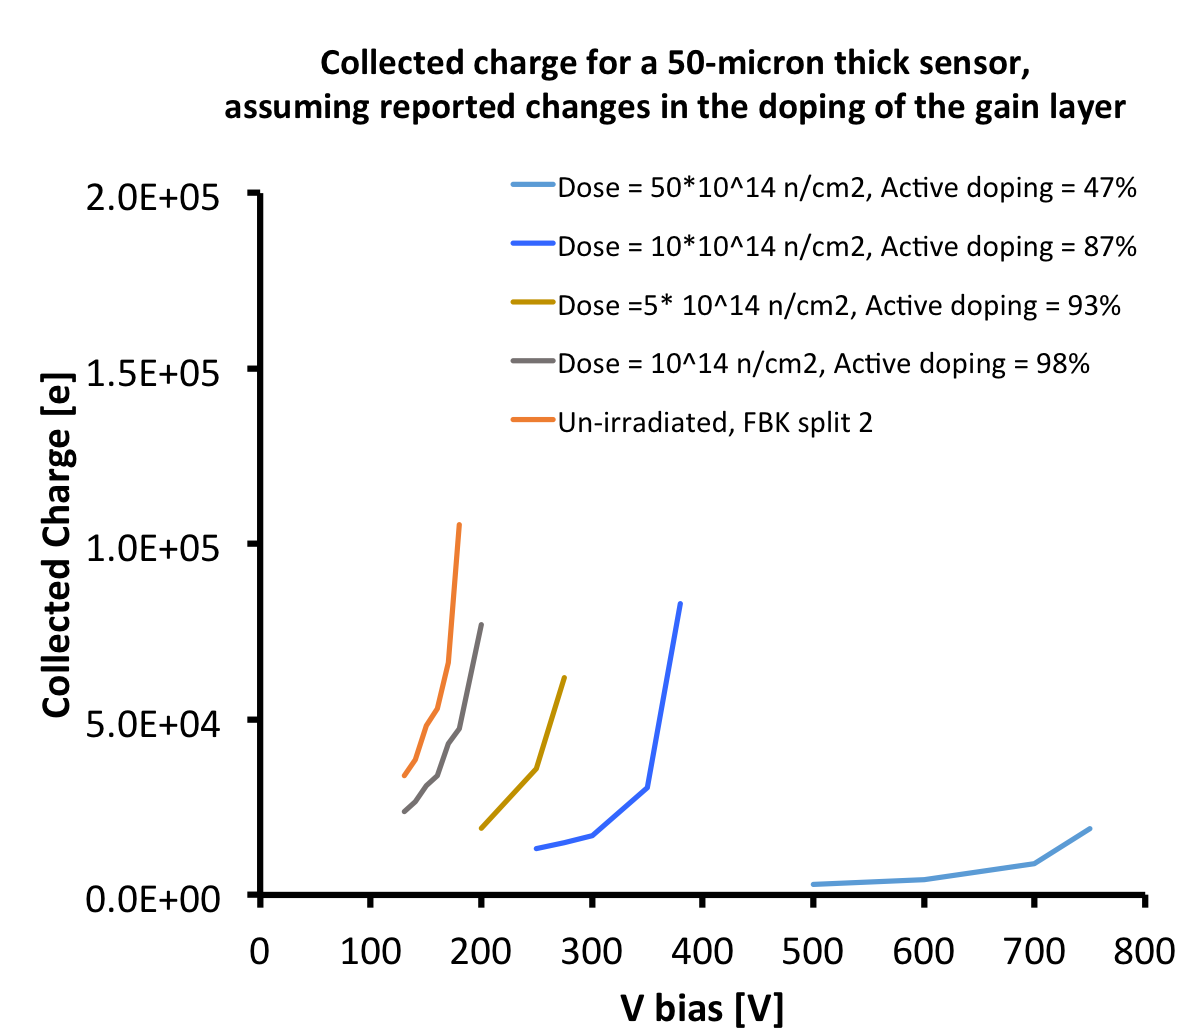 Collected charge for a 50-micron thick sensor,
assuming reported changes in the doping of the gain layer
Dose = 50*10^14 n/cm2, Active doping = 47%
Dose = 10*10^14 n/cm2, Active doping = 87%
Dose =5* 10^14 n/cm2, Active doping = 93%
Dose = 10^14 n/cm2, Active doping = 98%
Un-irradiated, FBK split 2
Collected Charge [e]
2.0E+05
1.5E+05
1.0E+05
5.0E+04
0.0E+00
0 100 200 300 400 500 600 700 800
V bias [V]